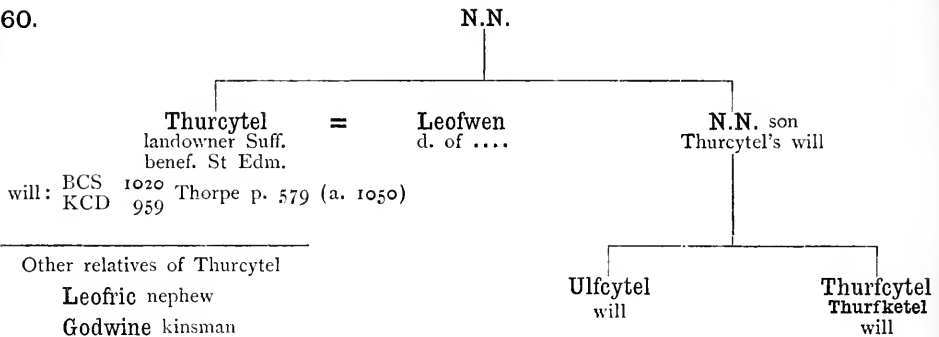 60.
N.N.
Thurcytel = Leofwen N.N. son
landowner Suff. d. of .... Thurcytel's will
benef. St Edm.
will: BCS 1020 Thorpe p. 579 (a. 1050)
KCD 959
Other relatives of Thurcytel
Leofric nephew
Godwine kinsman
Ulfcytel
will
Thurfcytel
Thurfketel
will